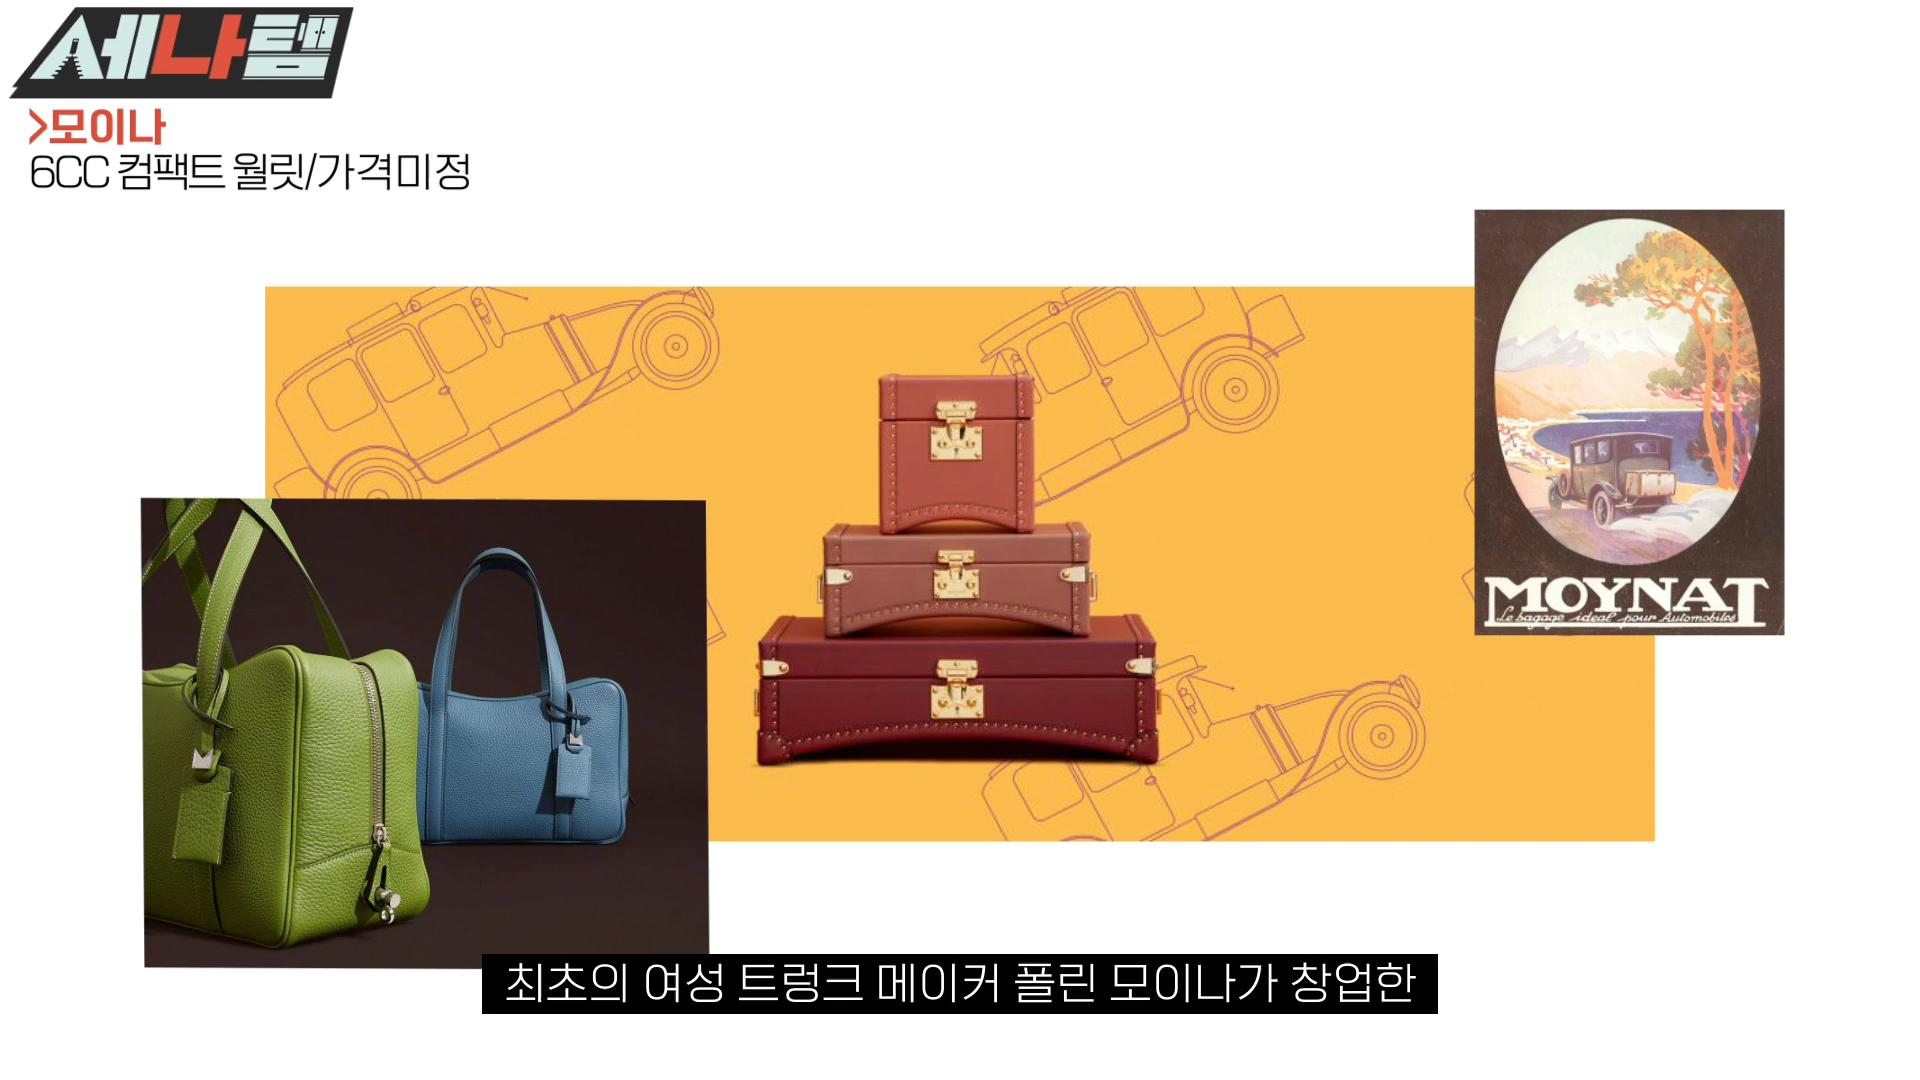 세나템
>모이나
6CC 컴팩트 월릿/가격미정
MOYNAT
Le bagage idéal pour Automobiles
최초의 여성 트렁크 메이커 폴린 모이나가 창업한